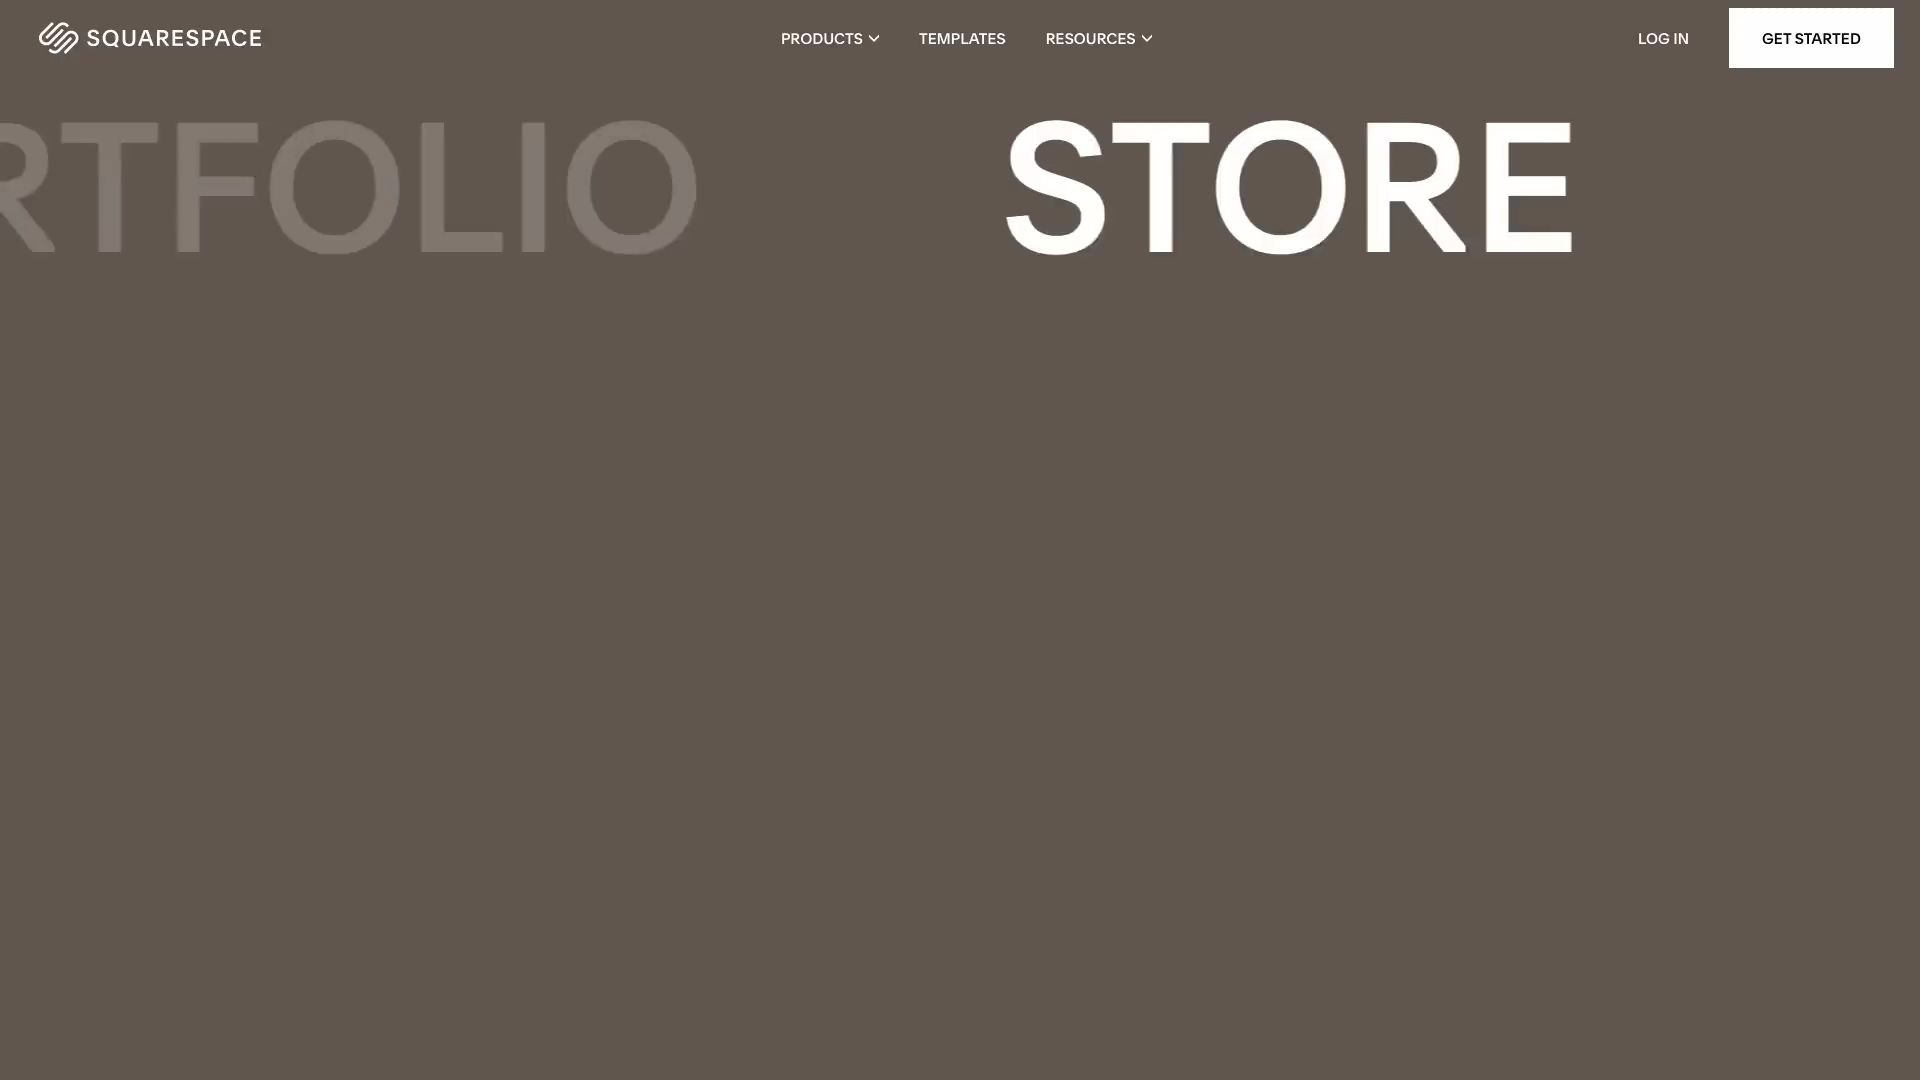 SQUARESPACE PRODUCTS TEMPLATES RESOURCES LOG IN GET STARTED
RTFOLIO STORE